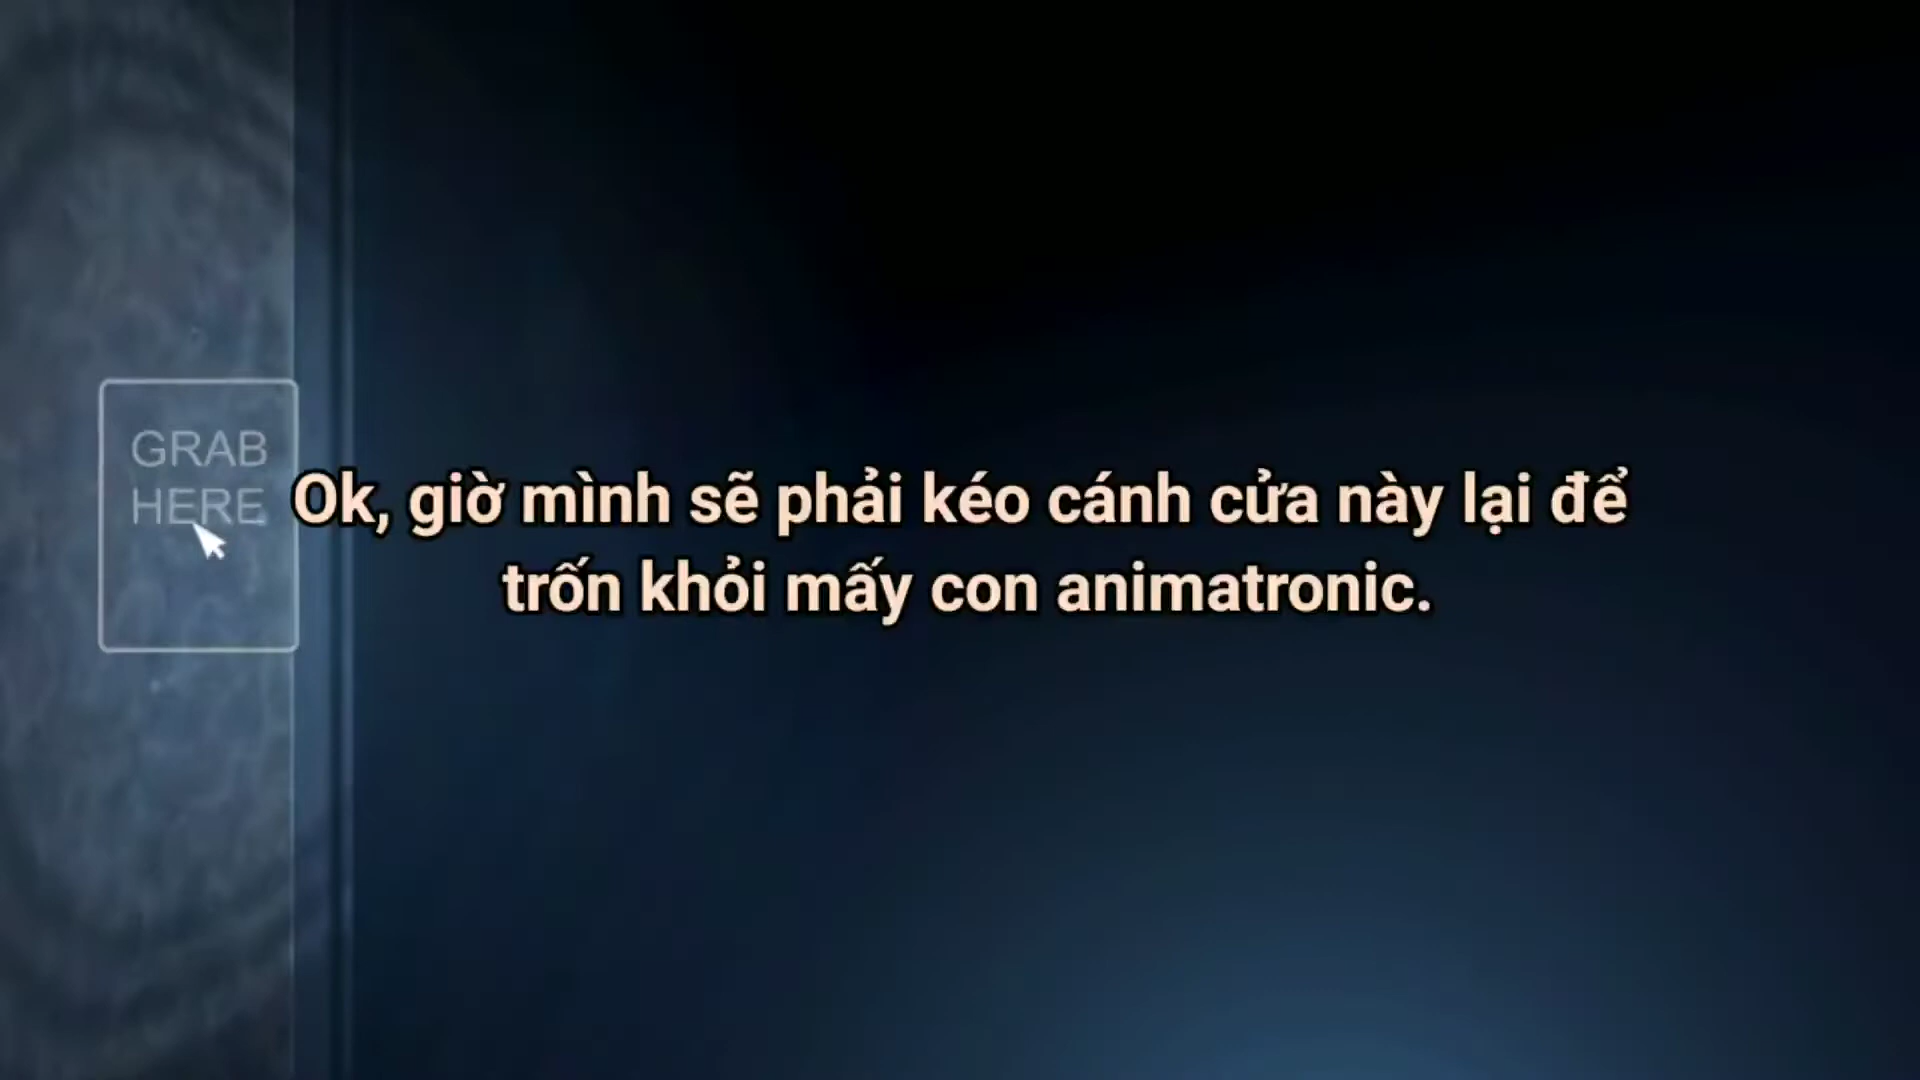 GRAB
HERE
Ok, giờ mình sẽ phải kéo cánh cửa này lại để
trốn khỏi mấy con animatronic.